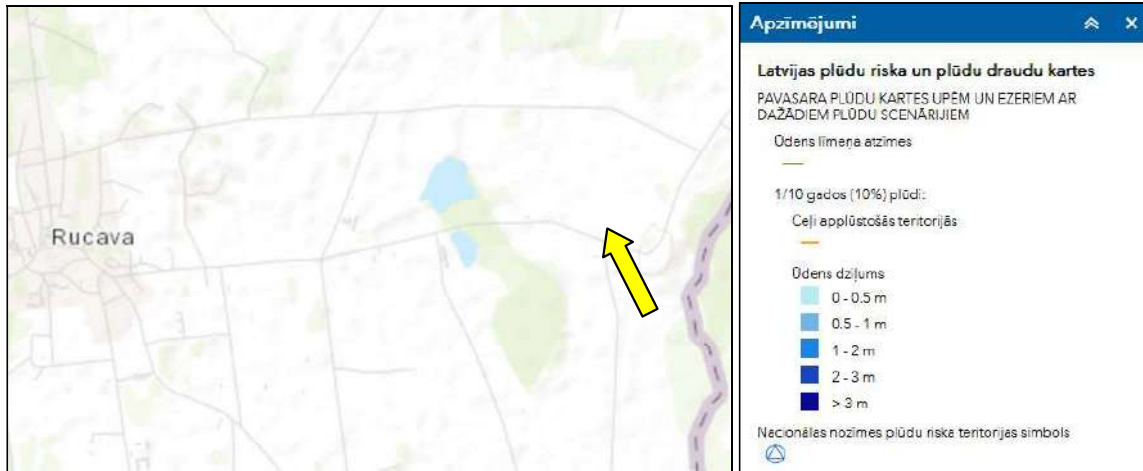 Rucava
Apzīmējumi
Latvijas plūdu riska un plūdu draudu kartes
PAVASARA PLŪDU KARTES UPĒM UN EZERIEM AR
DAŽĀDIEM PLŪDU SCENĀRIJIEM
Ūdens līmeņa atzīmes
1/10 gados (10%) plūdi:
Ceļi applūstošās teritorijās
Ūdens dziļums
0 - 0.5 m
0.5 - 1 m
1 - 2 m
2 - 3 m
> 3 m
Nacionālas nozīmes plūdu riska teritorijas simbols